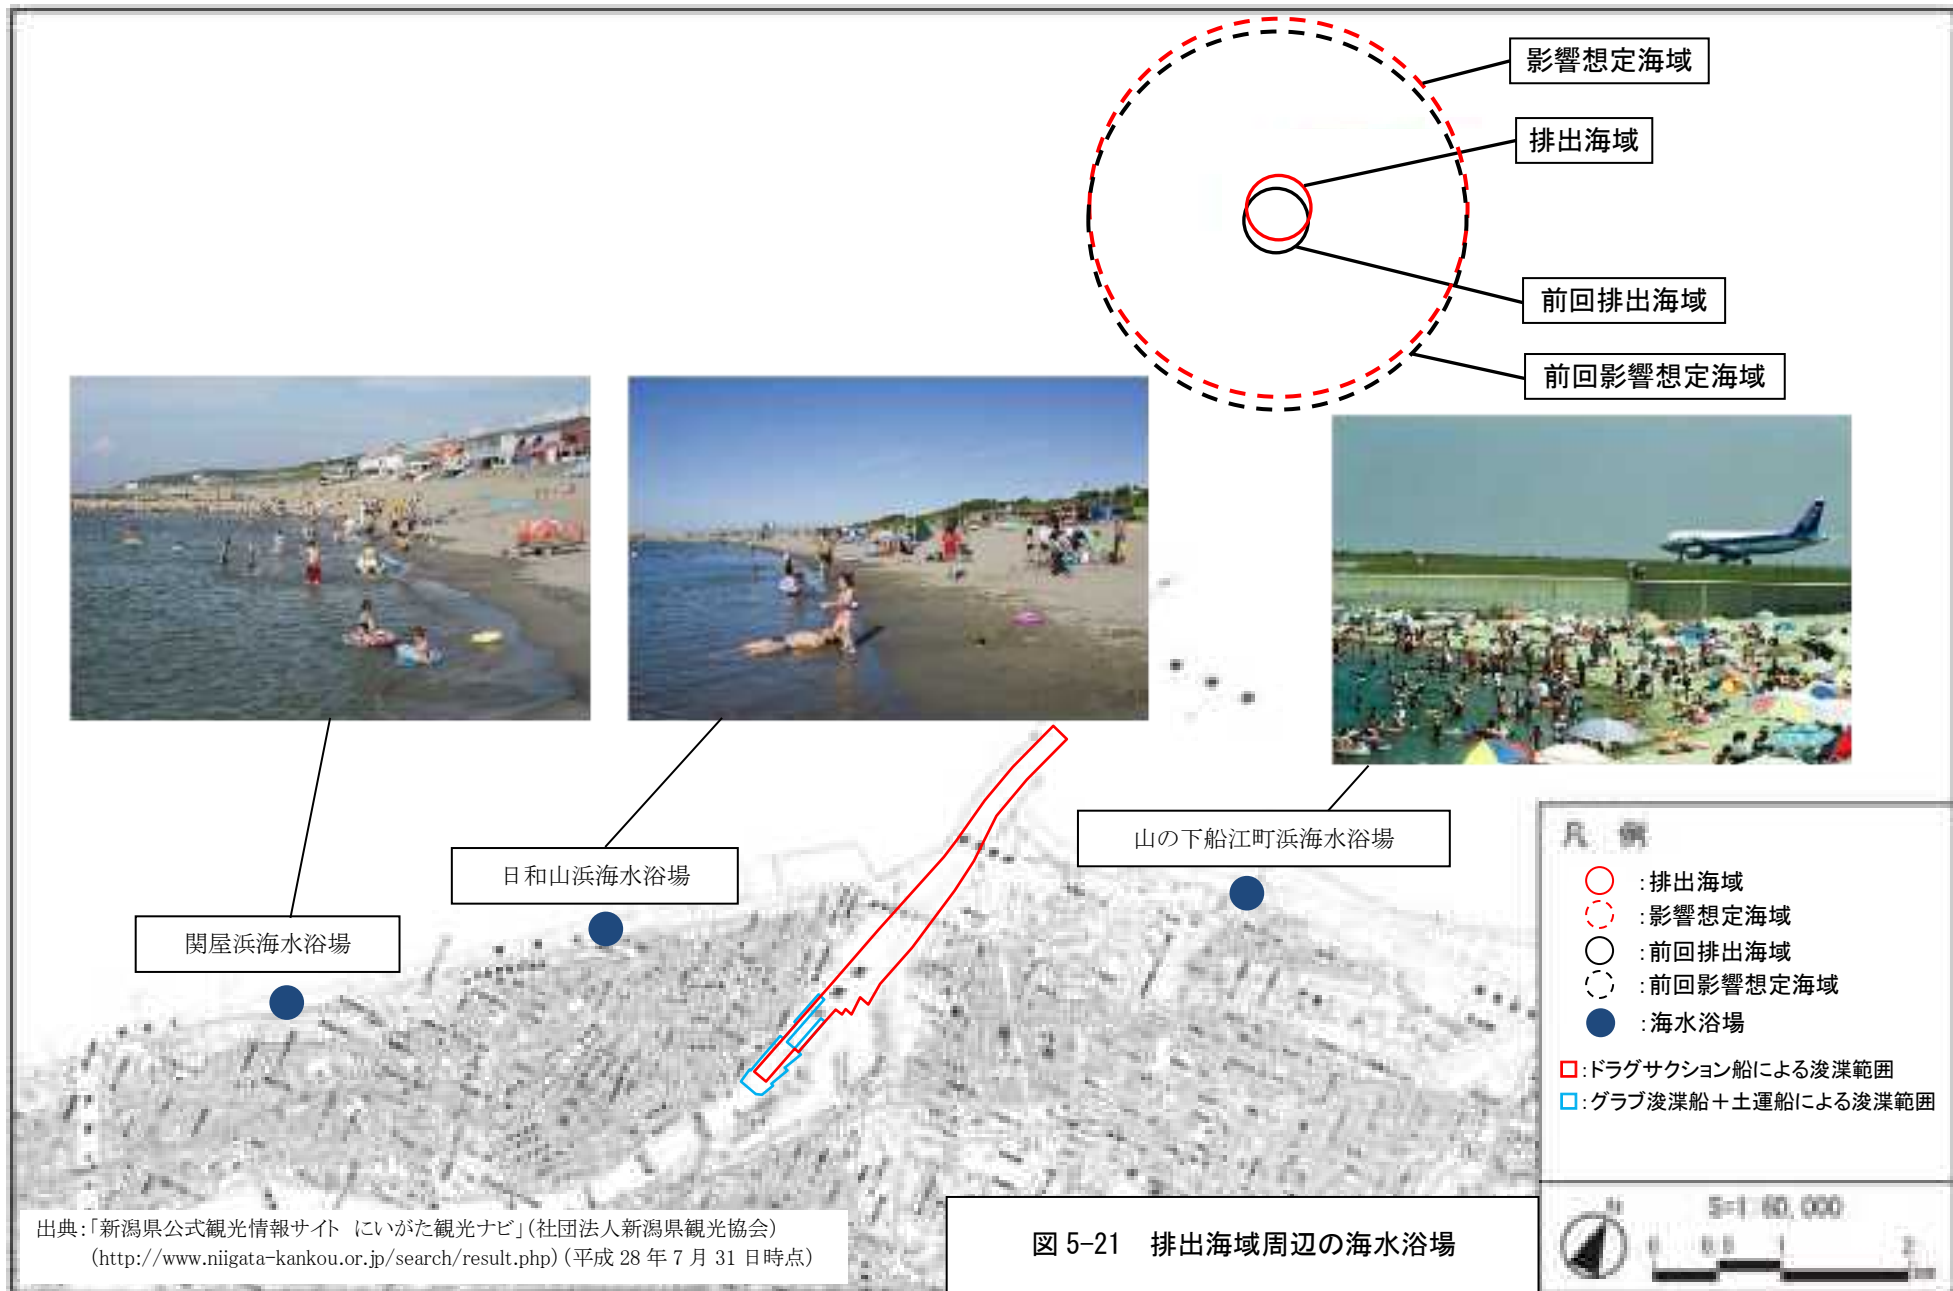 影響想定海域
排出海域
前回排出海域
前回影響想定海域
山の下船江町浜海水浴場
日和山浜海水浴場
関屋浜海水浴場
凡 例
:排出海域
:影響想定海域
:前回排出海域
:前回影響想定海域
:海水浴場
:ドラグサクション船による浚渫範囲
:グラブ浚渫船+土運船による浚渫範囲
N
S=1:60,000
0 0.5 1 2
出典:「新潟県公式観光情報サイト にいがた観光ナビ」(社団法人新潟県観光協会)
(http://www.niigata-kankou.or.jp/search/result.php)(平成 28 年 7 月 31 日時点)
図 5-21 排出海域周辺の海水浴場